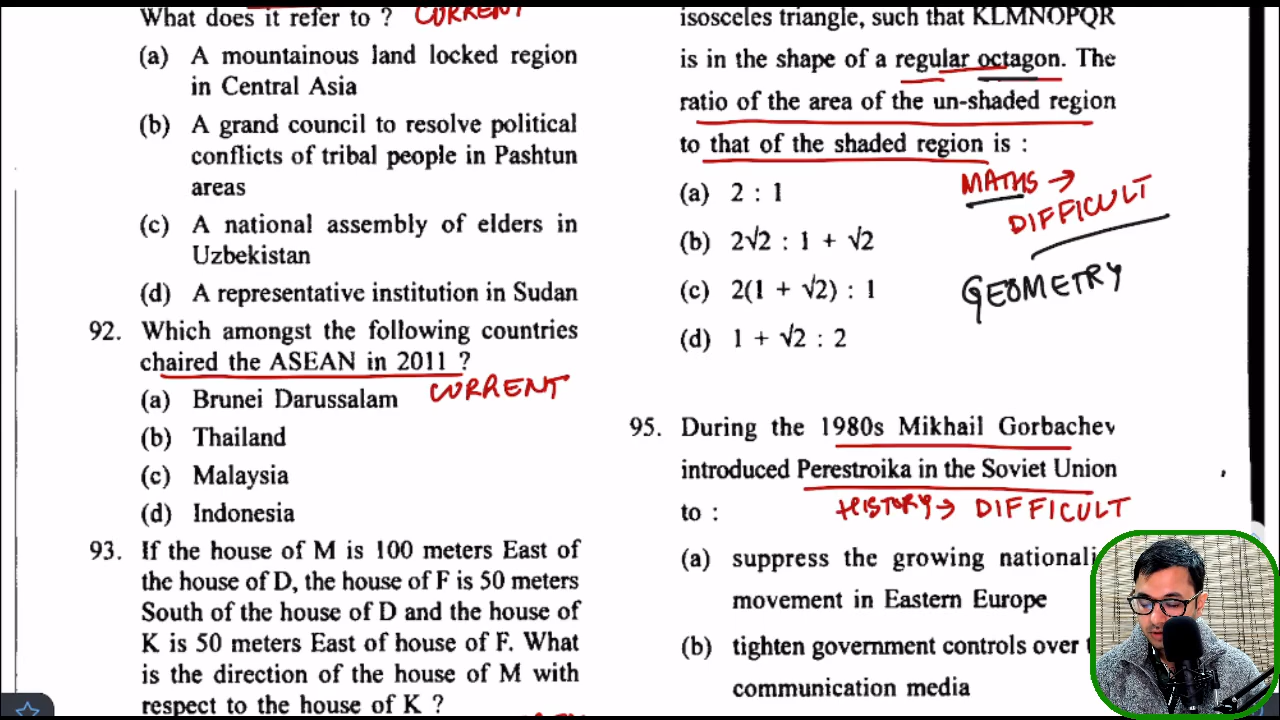 What does it refer to ? CURRENT
(a) A mountainous land locked region
in Central Asia
(b) A grand council to resolve political
conflicts of tribal people in Pashtun
areas
(c) A national assembly of elders in
Uzbekistan
(d) A representative institution in Sudan
92. Which amongst the following countries
chaired the ASEAN in 2011 ?
(a) Brunei Darussalam CURRENT
(b) Thailand
(c) Malaysia
(d) Indonesia
93. If the house of M is 100 meters East of
the house of D, the house of F is 50 meters
South of the house of D and the house of
K is 50 meters East of house of F. What
is the direction of the house of M with
respect to the house of K ?
isosceles triangle, such that KLMNOPQR
is in the shape of a regular octagon. The
ratio of the area of the un-shaded region
to that of the shaded region is :
(a) 2 : 1
MATHS →
DIFFICULT
(b) 2√2 : 1 + √2
(c) 2(1 + √2) : 1
GEOMETRY
(d) 1 + √2 : 2
95. During the 1980s Mikhail Gorbachev
introduced Perestroika in the Soviet Union
to : HISTORY → DIFFICULT
(a) suppress the growing
movement in Eastern Europe
(b) tighten government controls over
communication media